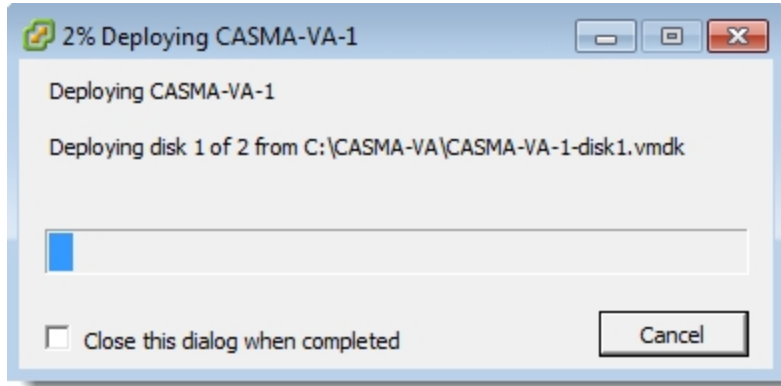 2% Deploying CASMA-VA-1
Deploying CASMA-VA-1
Deploying disk 1 of 2 from C:\CASMA-VA\CASMA-VA-1-disk1.vmdk
Close this dialog when completed
Cancel